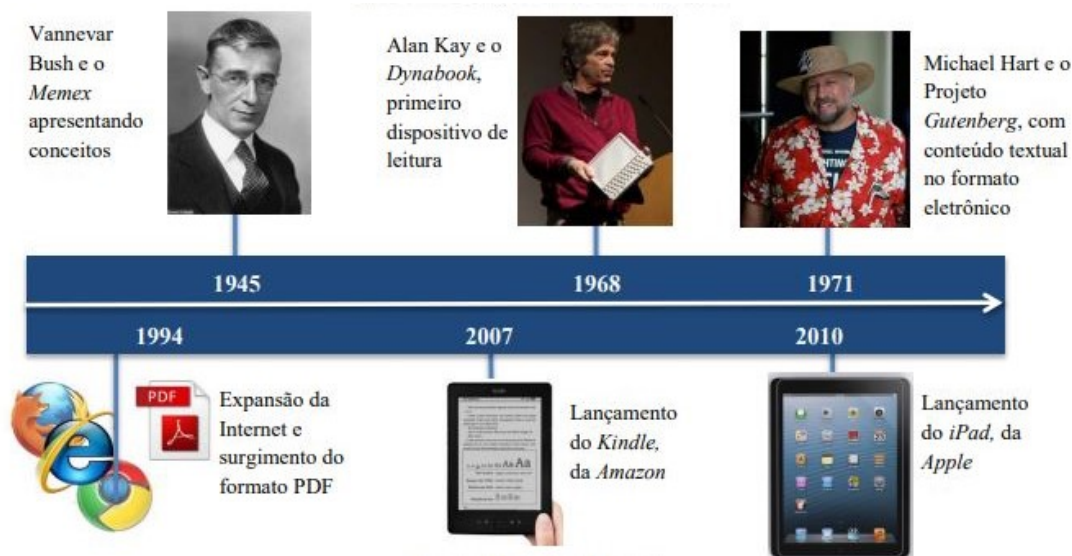 Vannevar
Bush e o
Memex
apresentando
conceitos
Alan Kay e o
Dynabook,
primeiro
dispositivo de
leitura
Michael Hart e o
Projeto
Gutenberg, com
conteúdo textual
no formato
eletrônico
1945
1968
1971
1994
2007
2010
PDF
Expansão da
Internet e
surgimento do
formato PDF
Lançamento
do Kindle,
da Amazon
Lançamento
do iPad, da
Apple